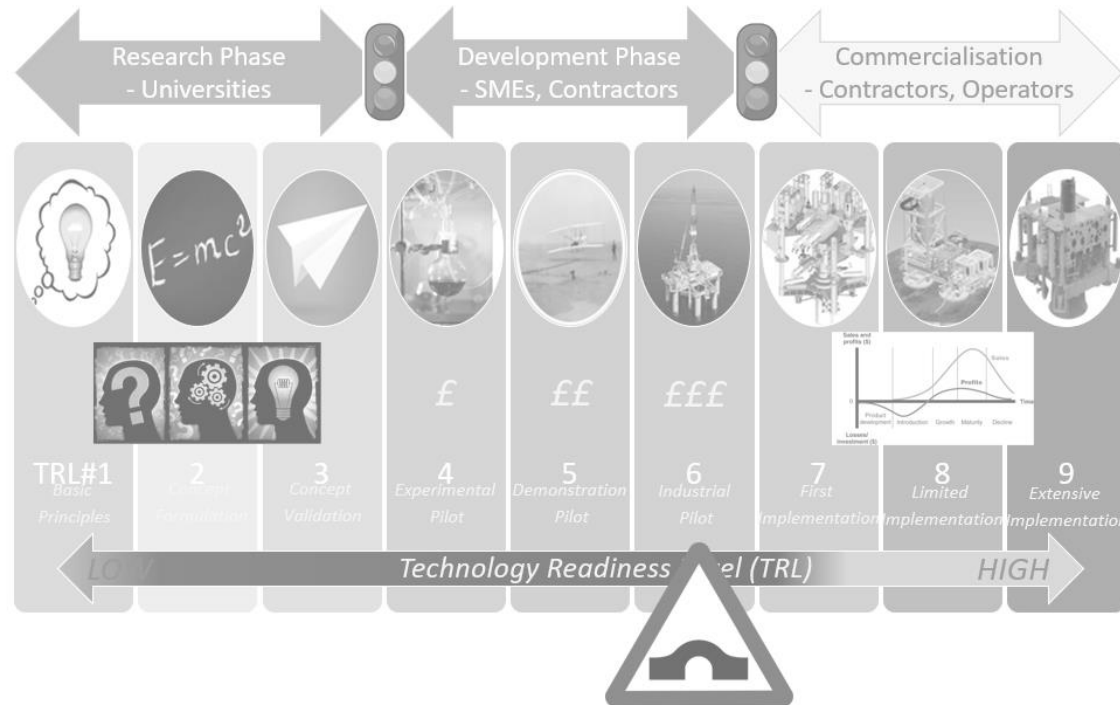 Research Phase
- Universities
Development Phase
- SMEs, Contractors
Commercialisation
- Contractors, Operators
E=mc²
£
££
£££
Sales and
profits ($)
Sales
Profits
0
Time
Product
development
Introduction
Growth
Maturity
Decline
Losses/
investment ($)
TRL#1
Basic
Principles
2
Concept
Formulation
3
Concept
Validation
4
Experimental
Pilot
5
Demonstration
Pilot
6
Industrial
Pilot
7
First
Implementation
8
Limited
Implementation
9
Extensive
Implementation
LOW
Technology Readiness Level (TRL)
HIGH